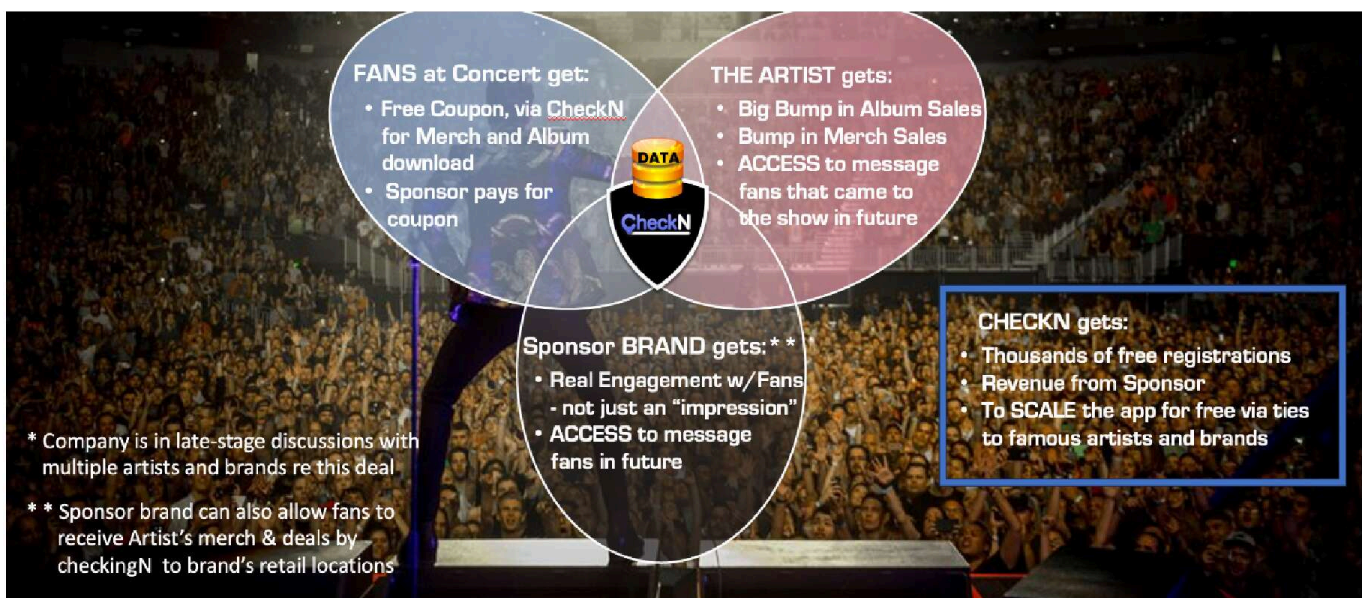 FANS at Concert get:
• Free Coupon, via CheckN
for Merch and Album
download
• Sponsor pays for
coupon
THE ARTIST gets:
• Big Bump in Album Sales
• Bump in Merch Sales
• ACCESS to message
fans that came to
the show in future
DATA
CheckN
Sponsor BRAND gets:* *
• Real Engagement w/Fans
- not just an “impression”
• ACCESS to message
fans in future
CHECKN gets:
• Thousands of free registrations
• Revenue from Sponsor
• To SCALE the app for free via ties
to famous artists and brands
* Company is in late-stage discussions with
multiple artists and brands re this deal
* * Sponsor brand can also allow fans to
receive Artist’s merch & deals by
checkingN to brand’s retail locations